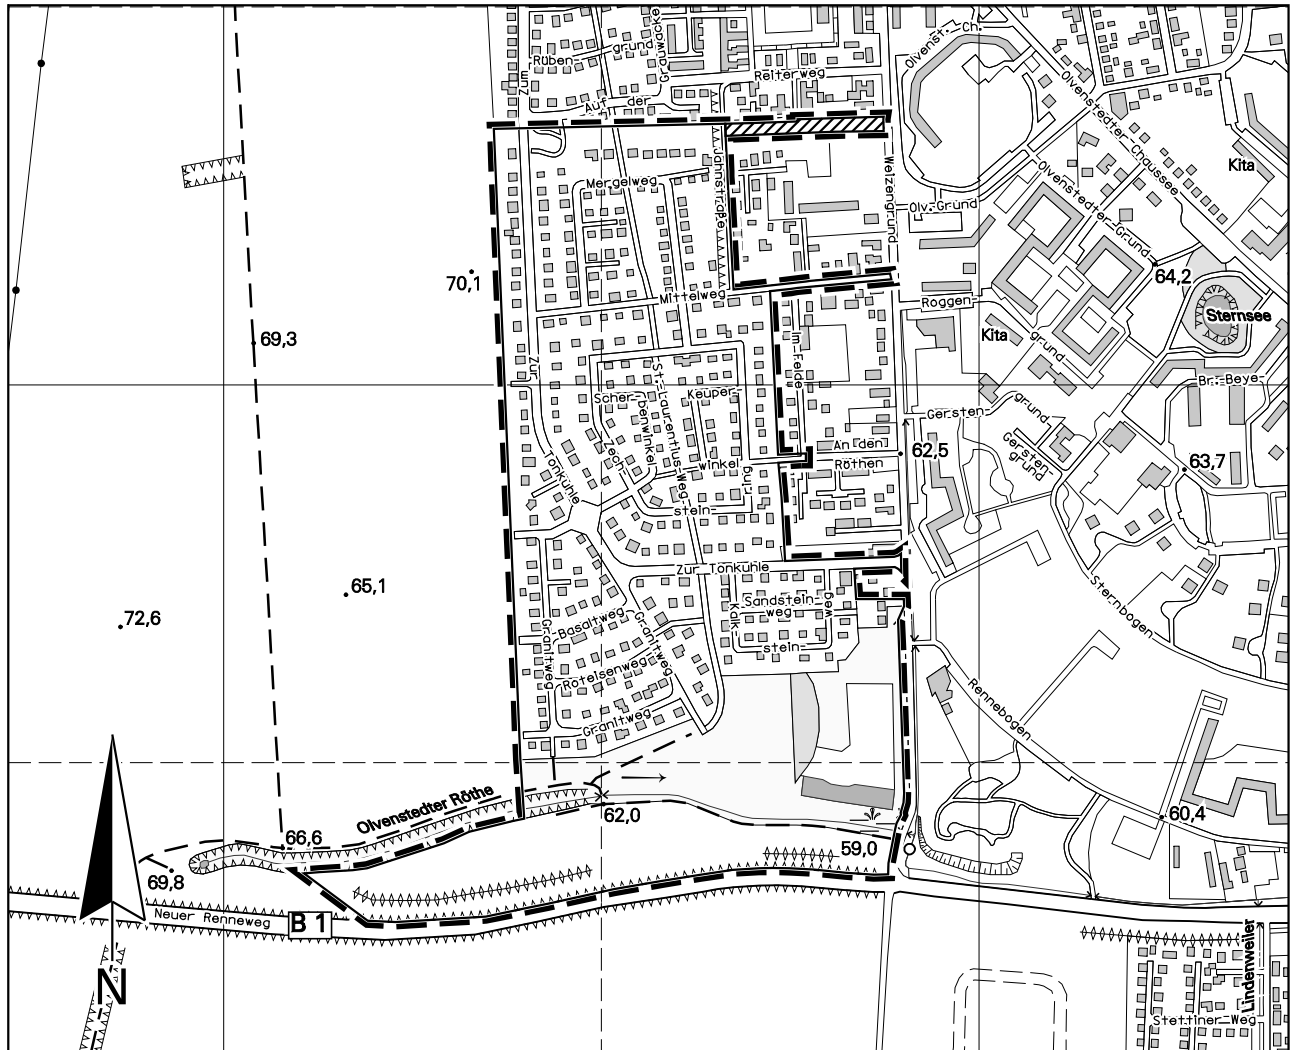 Olvenst. Ch.
grund
Rüben-
Zum
Grauwacke
Reiterweg
Auf der
Olvenstedter Chaussee
Kita
Jahnstraße
Weizengrund
Mergelweg
Olv. Grund
Olvenstedter Grund
64,2
70,1
Mittelweg
Roggen-
grund
Sternsee
Kita
69,3
Im Felde
Zur
Tonkuhle
St.-Laurentius-Weg
Scher-
benwinkel
Keuper-
Br.-Beye-
Gersten-
grund
Gersten-
grund
An den
Röthen
62,5
Zech-
stein-
winkel
ring
63,7
Zur Tonkuhle
65,1
72,6
Sandstein-
weg
Kalk-
stein-
weg
Sternbogen
Basaltweg
Granitweg
Granitweg
Roteisenweg
Granitweg
Rennebogen
Olvenstedter Röthe
62,0
60,4
66,6
59,0
69,8
Neuer Renneweg
B 1
N
Lindenweiler
Stettiner Weg